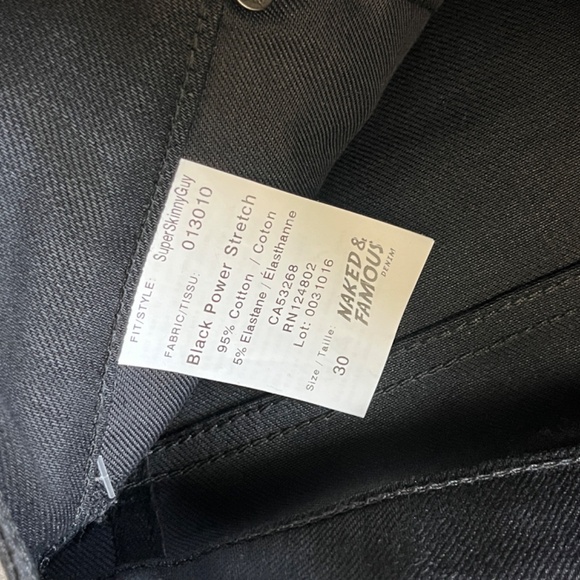 FIT/STYLE: SuperSkinnyGuy
013010
FABRIC/TISSU:
Black Power Stretch
95% Cotton / Coton
5% Elastane / Élasthanne
CA53268
RN124802
Lot: 0031016
Size / Taille:
30
NAKED &
FAMOUS
DENIM